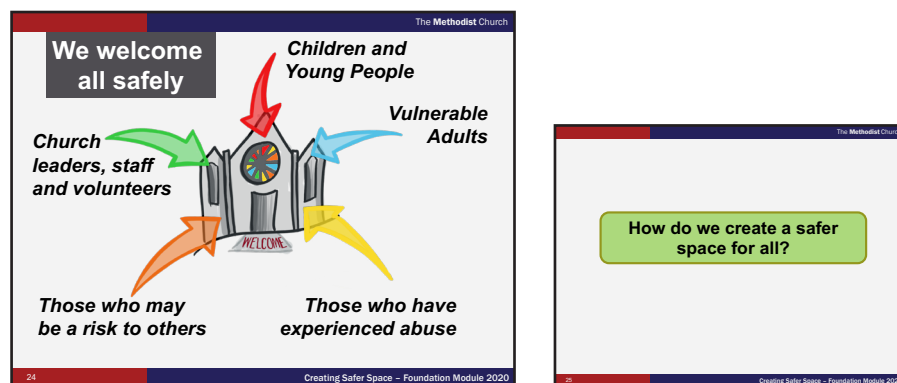 The Methodist Church
We welcome
all safely
Children and
Young People
Vulnerable
Adults
Church
leaders, staff
and volunteers
WELCOME
Those who may
be a risk to others
Those who have
experienced abuse
24
Creating Safer Space – Foundation Module 2020
The Methodist Church
How do we create a safer
space for all?
25
Creating Safer Space – Foundation Module 2020